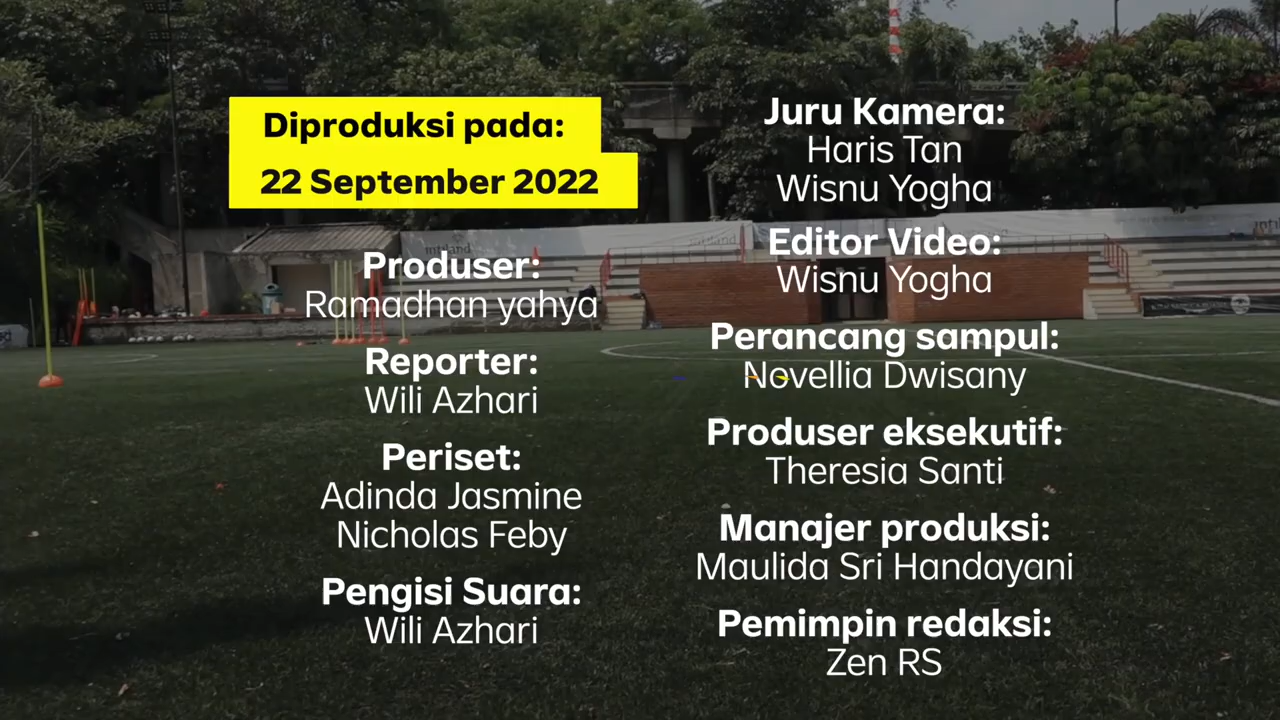 Diproduksi pada:
22 September 2022
Produser:
Ramadhan yahya
Reporter:
Wili Azhari
Periset:
Adinda Jasmine
Nicholas Feby
Pengisi Suara:
Wili Azhari
Juru Kamera:
Haris Tan
Wisnu Yogha
Editor Video:
Wisnu Yogha
Perancang sampul:
Novellia Dwisany
Produser eksekutif:
Theresia Santi
Manajer produksi:
Maulida Sri Handayani
Pemimpin redaksi:
Zen RS
intiland